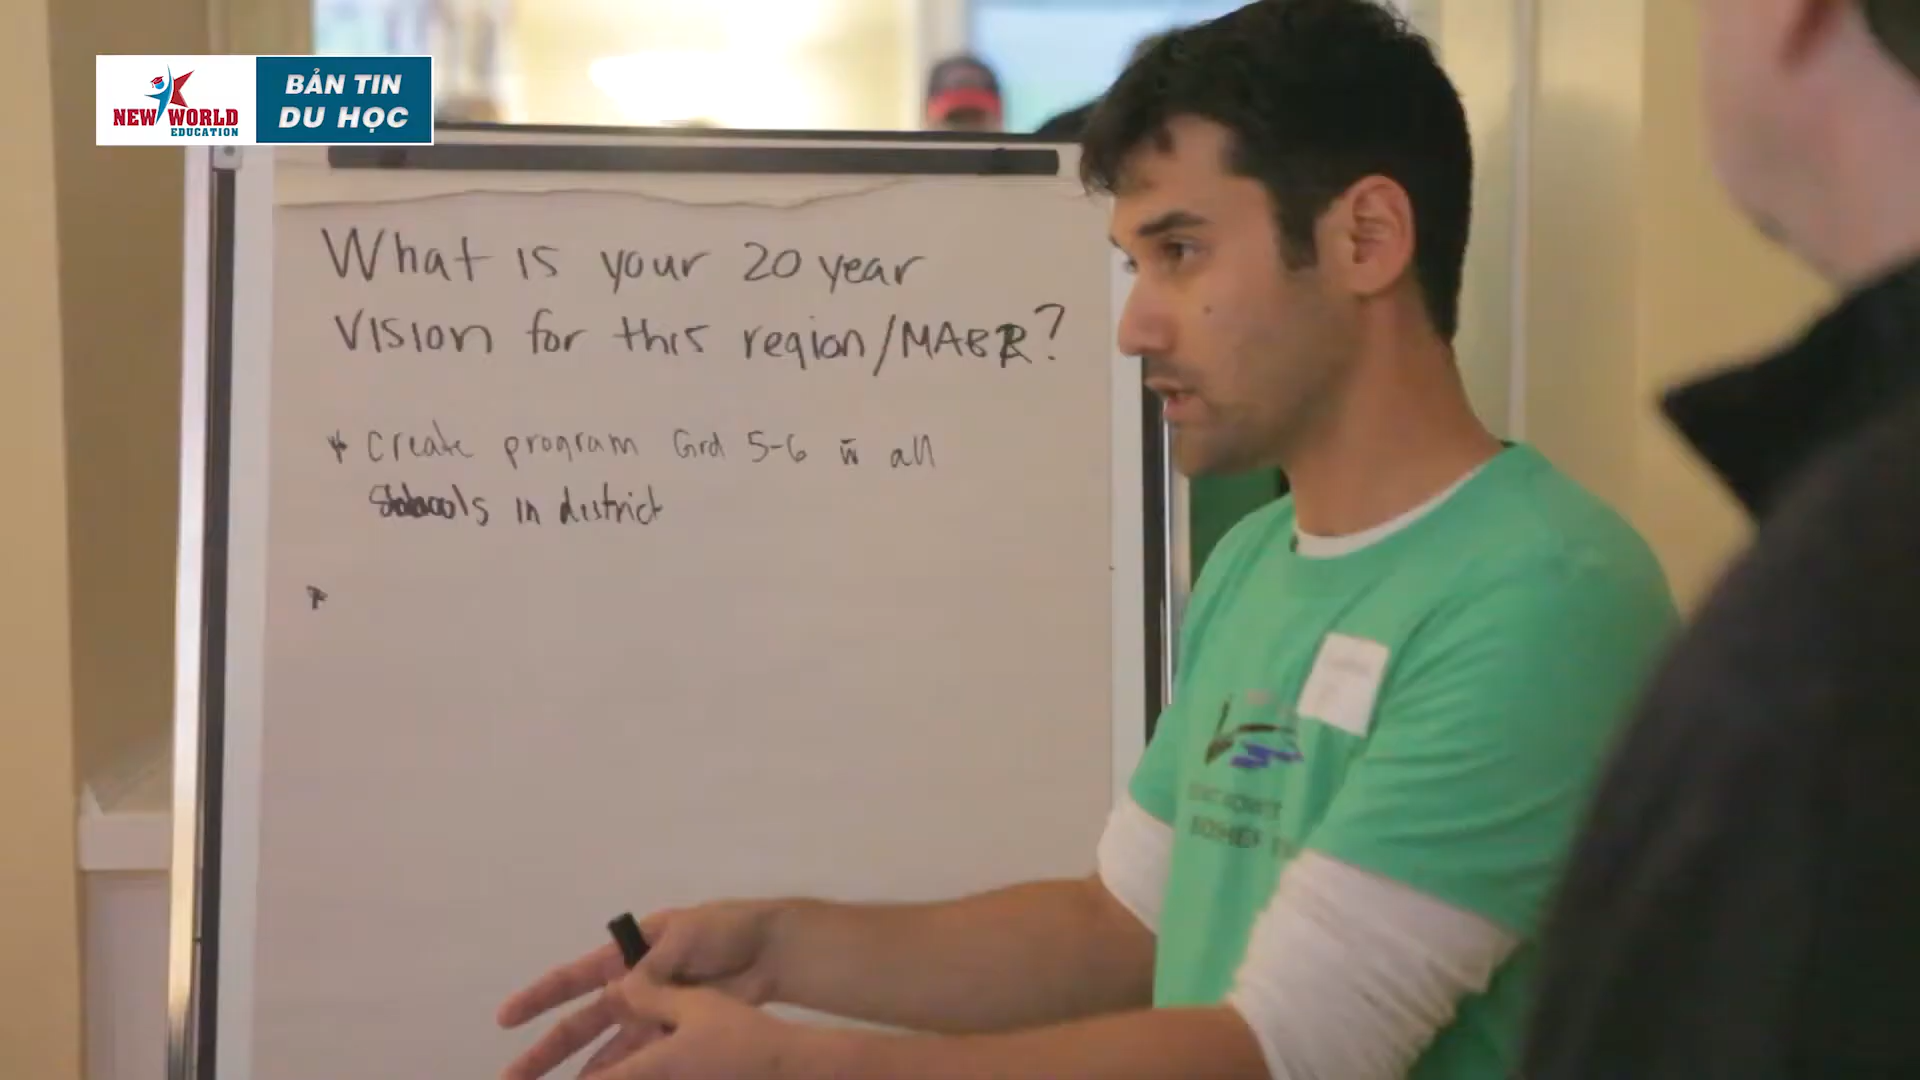 NEW WORLD
EDUCATION
BẢN TIN
DU HỌC
What is your 20 year
Vision for this region/MABR?
* Create program Grd 5-6 w̄ all
schools in district
*